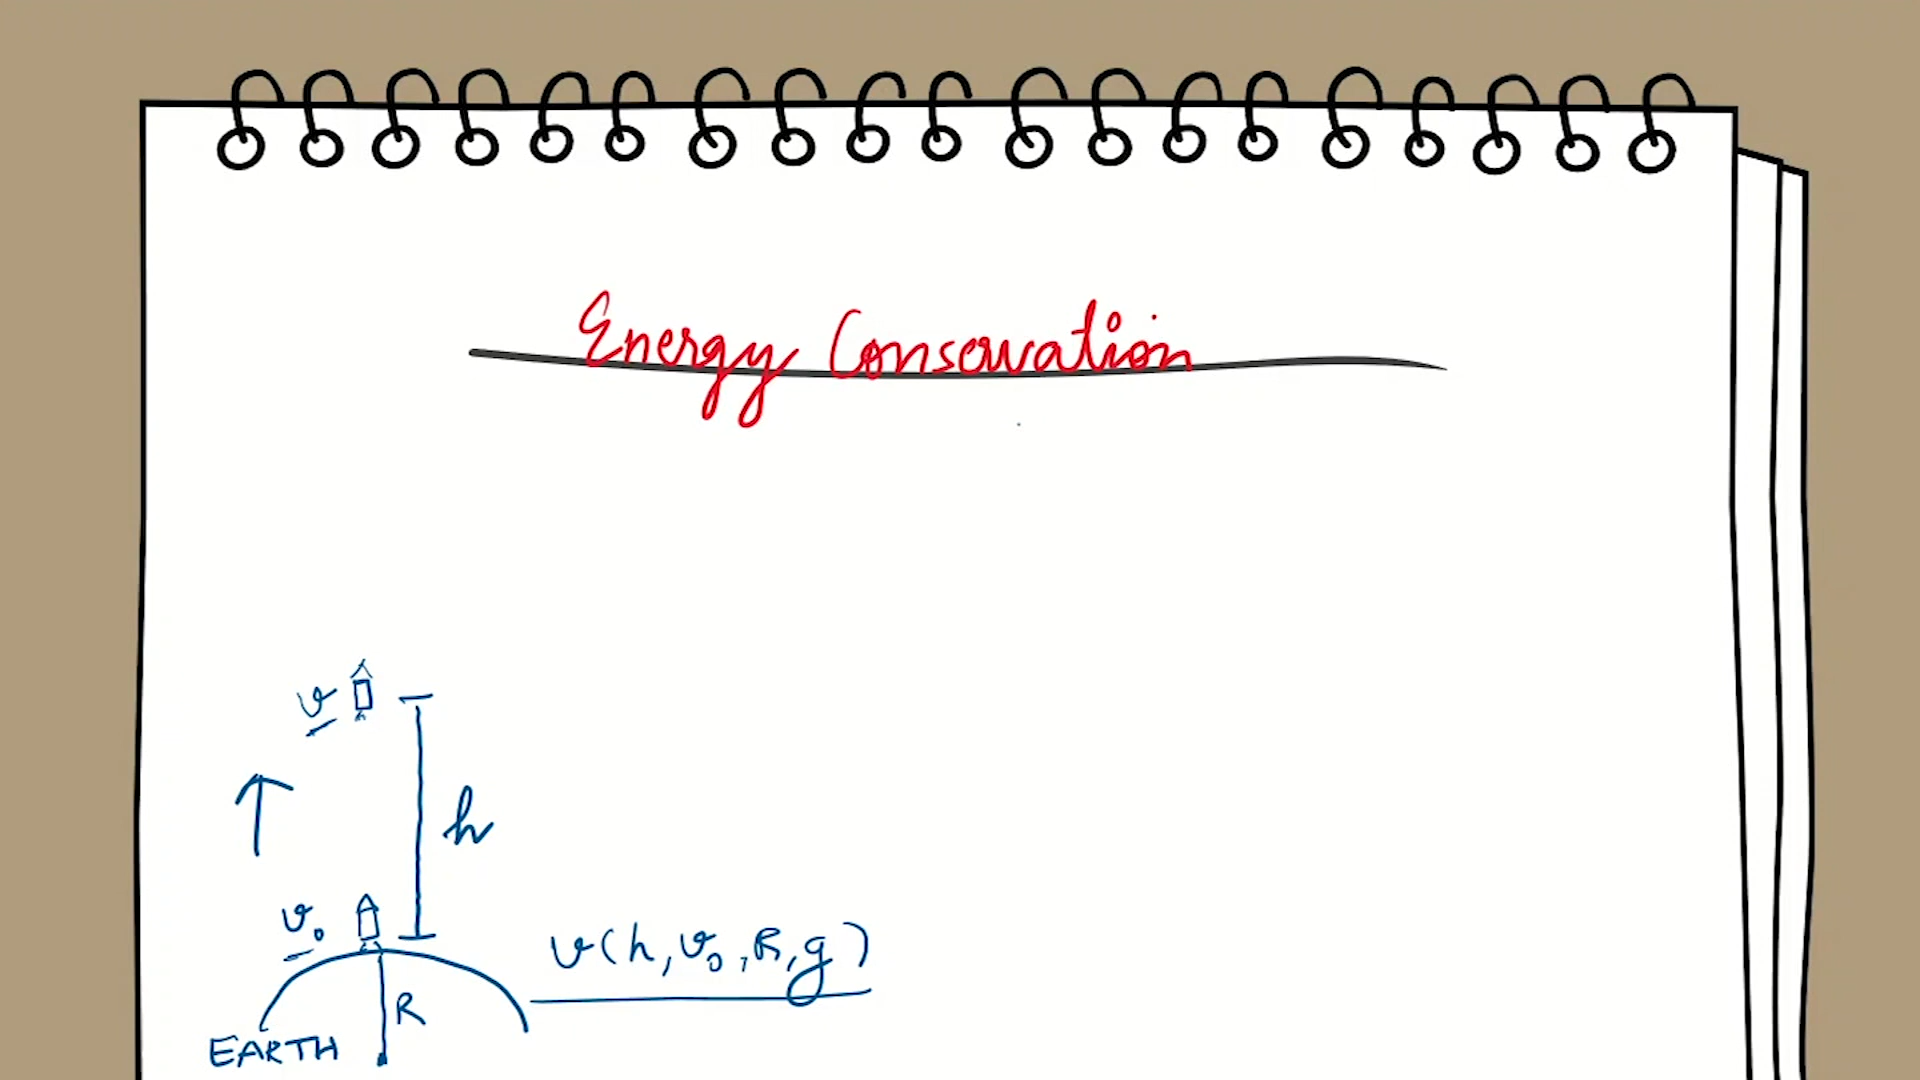 Energy Conservation
v
h
v₀
v(h, v₀, R, g)
R
EARTH